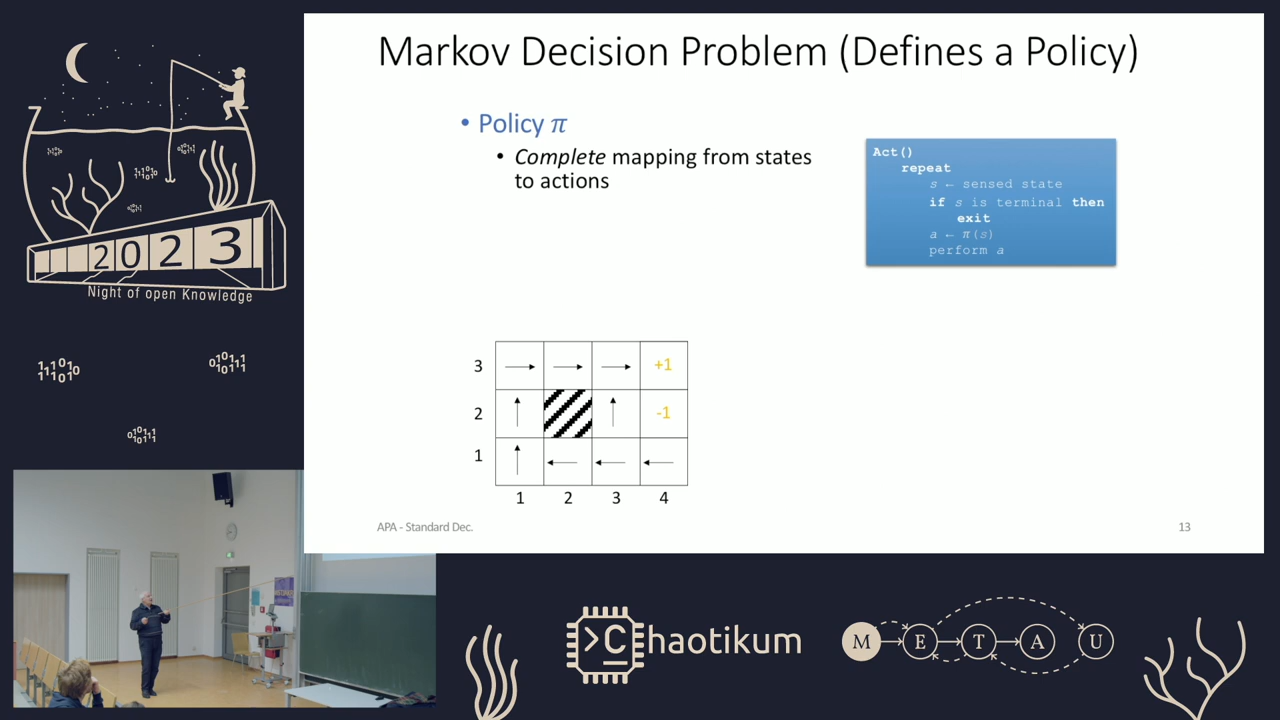 Markov Decision Problem (Defines a Policy)
• Policy π
• Complete mapping from states
to actions
Act()
repeat
s ← sensed state
if s is terminal then
exit
a ← π(s)
perform a
3 +1
2 -1
1
1 2 3 4
APA - Standard Dec.
13
2023
Night of open Knowledge
>C haotikum
M E T A U